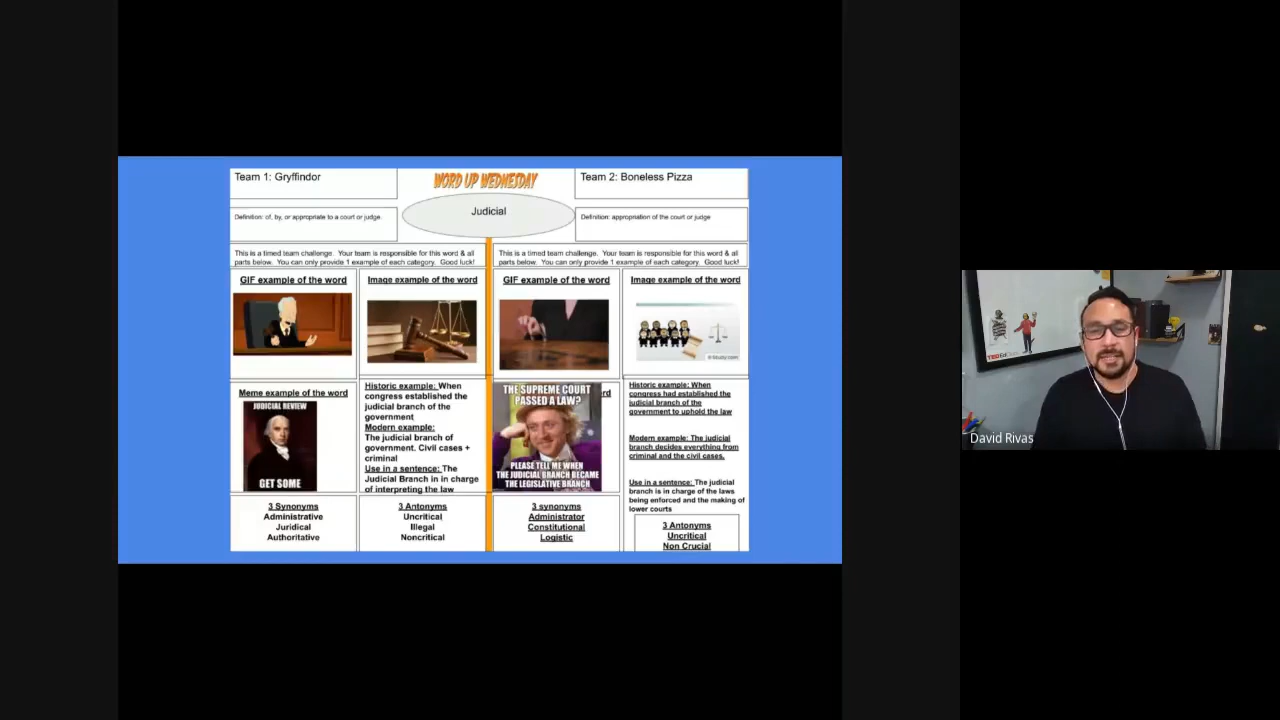 Team 1: Gryffindor
WORD UP WEDNESDAY
Team 2: Boneless Pizza
Judicial
Definition: of, by, or appropriate to a court or judge.
Definition: appropriation of the court or judge
This is a timed team challenge. Your team is responsible for this word & all
parts below. You can only provide 1 example of each category. Good luck!
This is a timed team challenge. Your team is responsible for this word & all
parts below. You can only provide 1 example of each category. Good luck!
GIF example of the word
Image example of the word
GIF example of the word
Image example of the word
© Study.com
Meme example of the word
JUDICIAL REVIEW
GET SOME
Historic example: When
congress established the
judicial branch of the
government
Modern example:
The judicial branch of
government. Civil cases +
criminal
Use in a sentence: The
Judicial Branch in in charge
of interpreting the law
THE SUPREME COURT
PASSED A LAW?
PLEASE TELL ME WHEN
THE JUDICIAL BRANCH BECAME
THE LEGISLATIVE BRANCH
Historic example: When
congress had established the
judicial branch of the
government to uphold the law
Modern example: The judicial
branch decides everything from
criminal and the civil cases.
Use in a sentence: The judicial
branch is in charge of the laws
being enforced and the making of
lower courts
3 Synonyms
Administrative
Juridical
Authoritative
3 Antonyms
Uncritical
Illegal
Noncritical
3 synonyms
Administrator
Constitutional
Logistic
3 Antonyms
Uncritical
Non Crucial
TEDEd
David Rivas